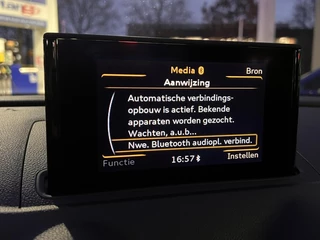 Media
Bron
Aanwijzing
Automatische verbindings-
opbouw is actief. Bekende
apparaten worden gezocht.
Wachten, a.u.b...
Nwe. Bluetooth audiopl. verbind.
Functie
16:57
Instellen